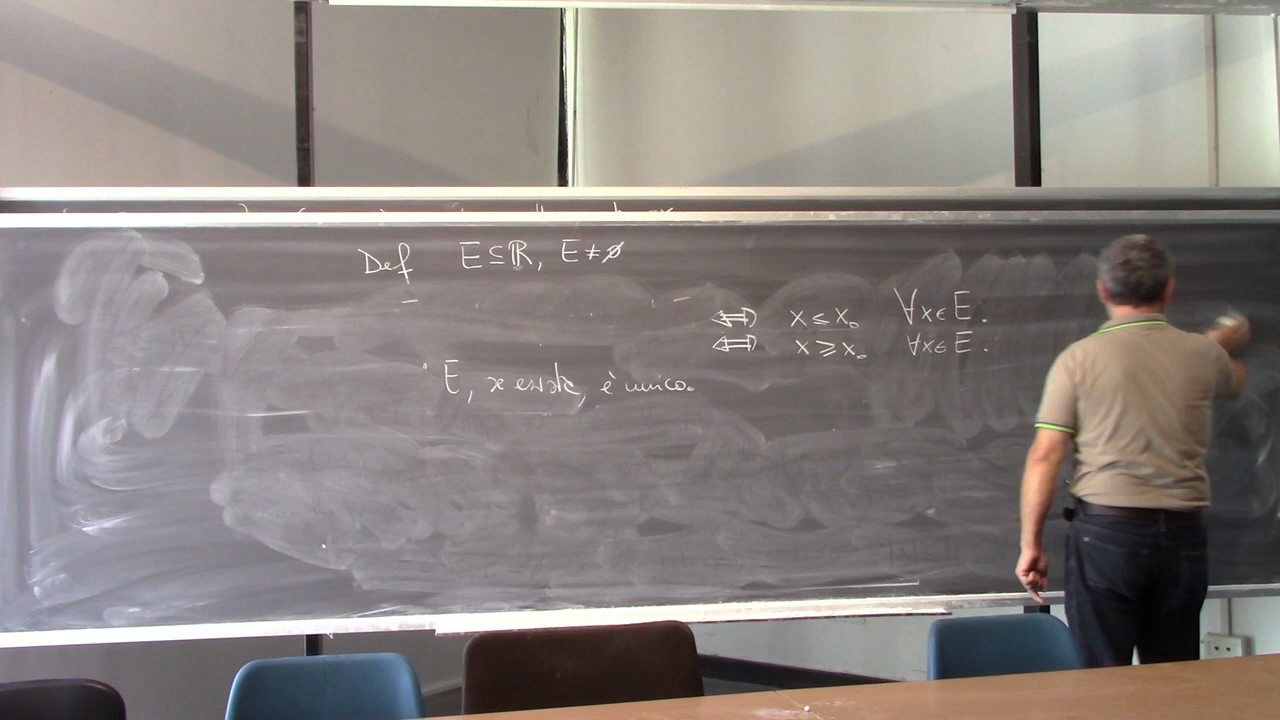 Def E ⊆ ℝ, E ≠ ∅
⟺ x ≤ x₀ ∀x ∈ E.
⟺ x ≥ x₀ ∀x ∈ E.
E, se esiste, è unico.